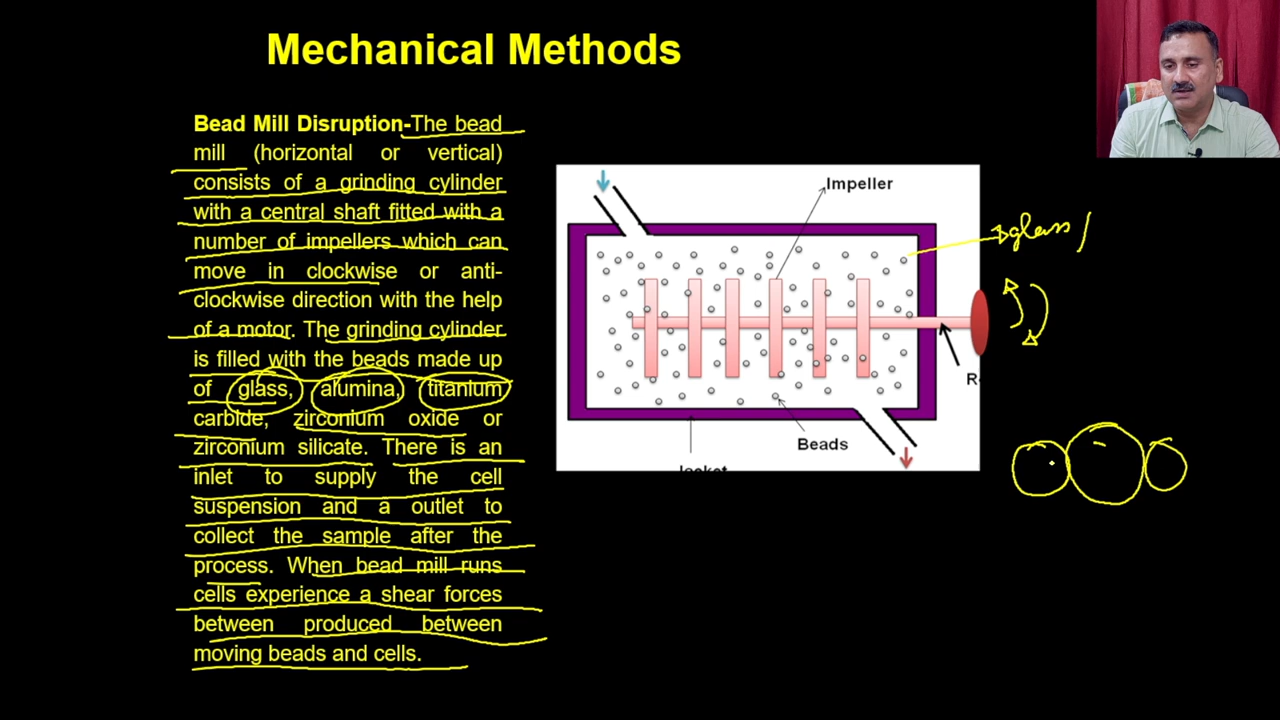 Mechanical Methods
Bead Mill Disruption-The bead
mill (horizontal or vertical)
consists of a grinding cylinder
with a central shaft fitted with a
number of impellers which can
move in clockwise or anti-
clockwise direction with the help
of a motor. The grinding cylinder
is filled with the beads made up
of glass, alumina, titanium
carbide, zirconium oxide or
zirconium silicate. There is an
inlet to supply the cell
suspension and a outlet to
collect the sample after the
process. When bead mill runs
cells experience a shear forces
between produced between
moving beads and cells.
Impeller
glass/
Beads
Jacket